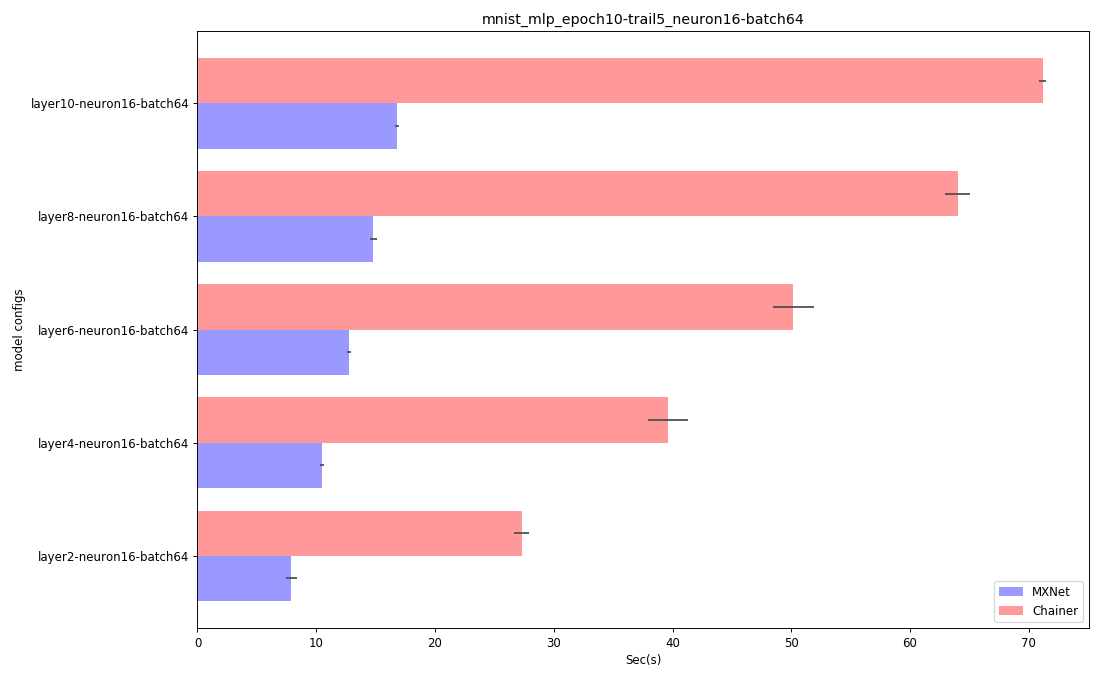 mnist_mlp_epoch10-trail5_neuron16-batch64
layer10-neuron16-batch64
layer8-neuron16-batch64
layer6-neuron16-batch64
layer4-neuron16-batch64
layer2-neuron16-batch64
model configs
MXNet
Chainer
0 10 20 30 40 50 60 70
Sec(s)